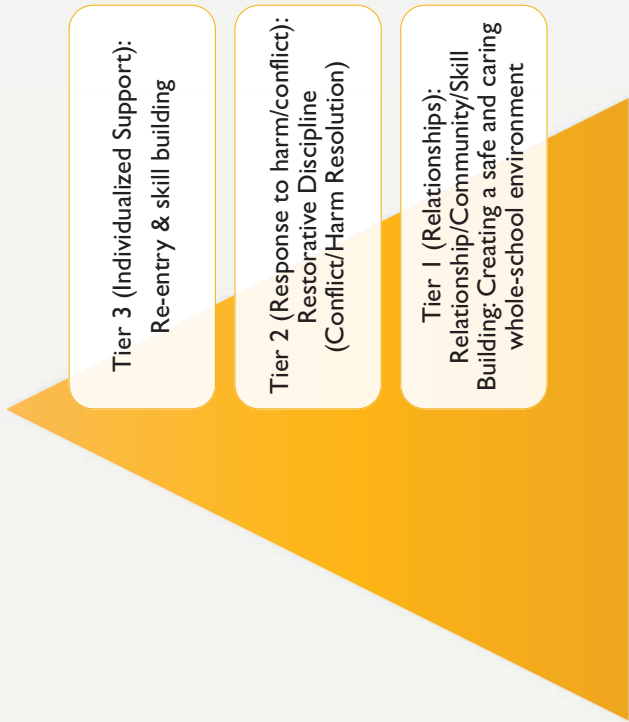 Tier 3 (Individualized Support):
Re-entry & skill building
Tier 2 (Response to harm/conflict):
Restorative Discipline
(Conflict/Harm Resolution)
Tier 1 (Relationships):
Relationship/Community/Skill
Building: Creating a safe and caring
whole-school environment